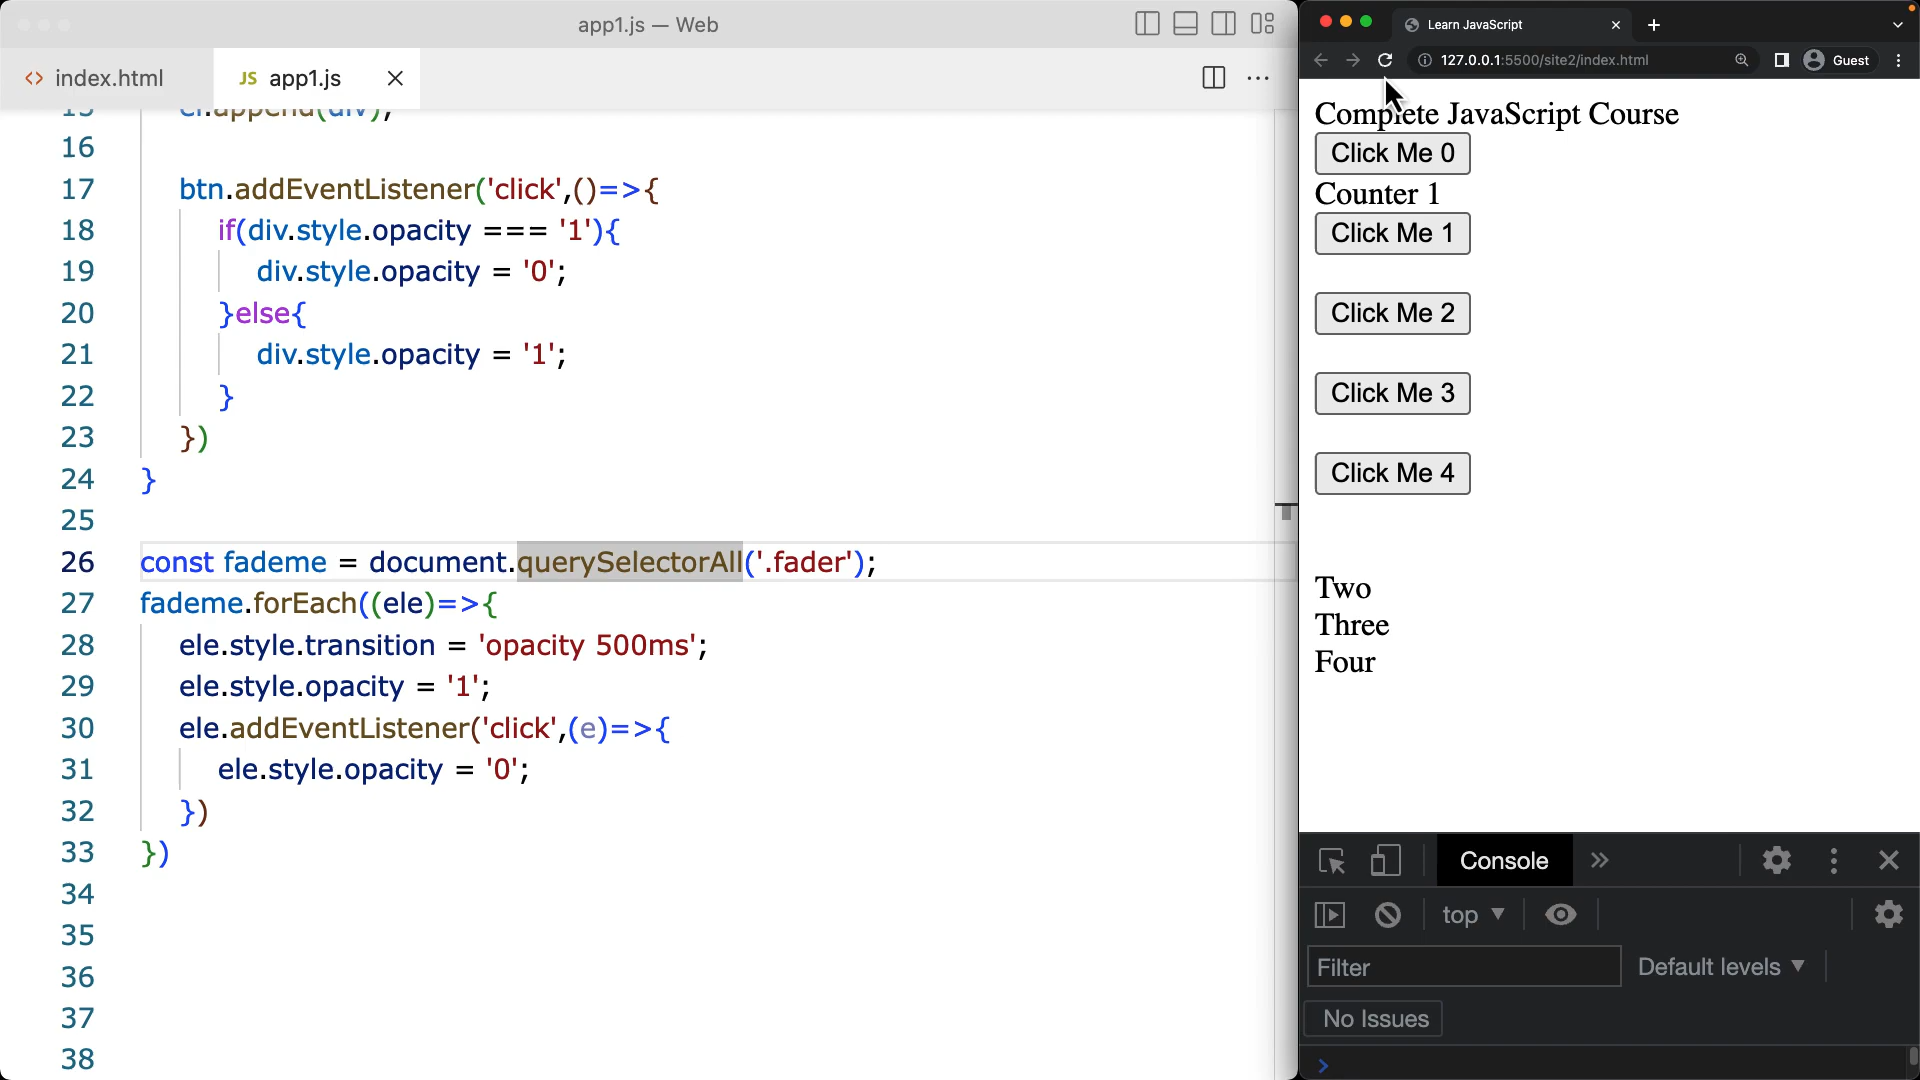 app1.js — Web
index.html
JS app1.js
15 el.append(div);
16
17 btn.addEventListener('click',()=>{
18 if(div.style.opacity === '1'){
19 div.style.opacity = '0';
20 }else{
21 div.style.opacity = '1';
22 }
23 })
24 }
25
26 const fademe = document.querySelectorAll('.fader');
27 fademe.forEach((ele)=>{
28 ele.style.transition = 'opacity 500ms';
29 ele.style.opacity = '1';
30 ele.addEventListener('click',(e)=>{
31 ele.style.opacity = '0';
32 })
33 })
34
35
36
37
38
Learn JavaScript
127.0.0.1:5500/site2/index.html
Guest
Complete JavaScript Course
Click Me 0
Counter 1
Click Me 1
Click Me 2
Click Me 3
Click Me 4
Two
Three
Four
Console
top
Filter
Default levels
No Issues